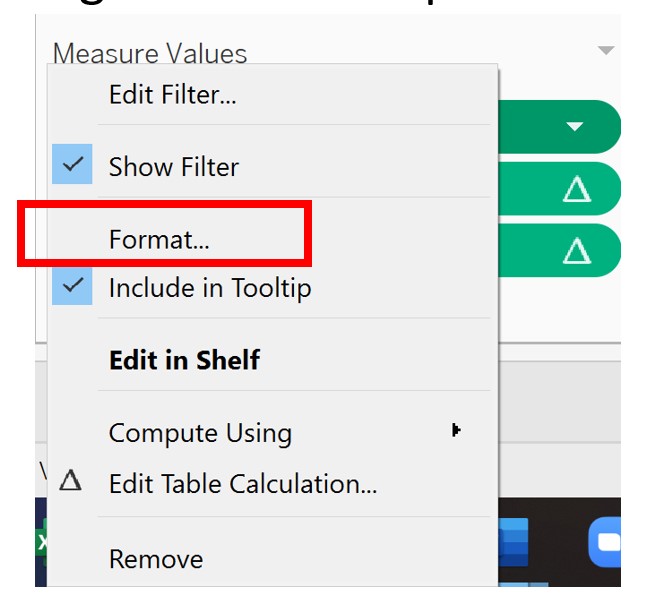 Measure Values
Edit Filter...
Show Filter
Format...
Include in Tooltip
Edit in Shelf
Compute Using
Edit Table Calculation...
Remove